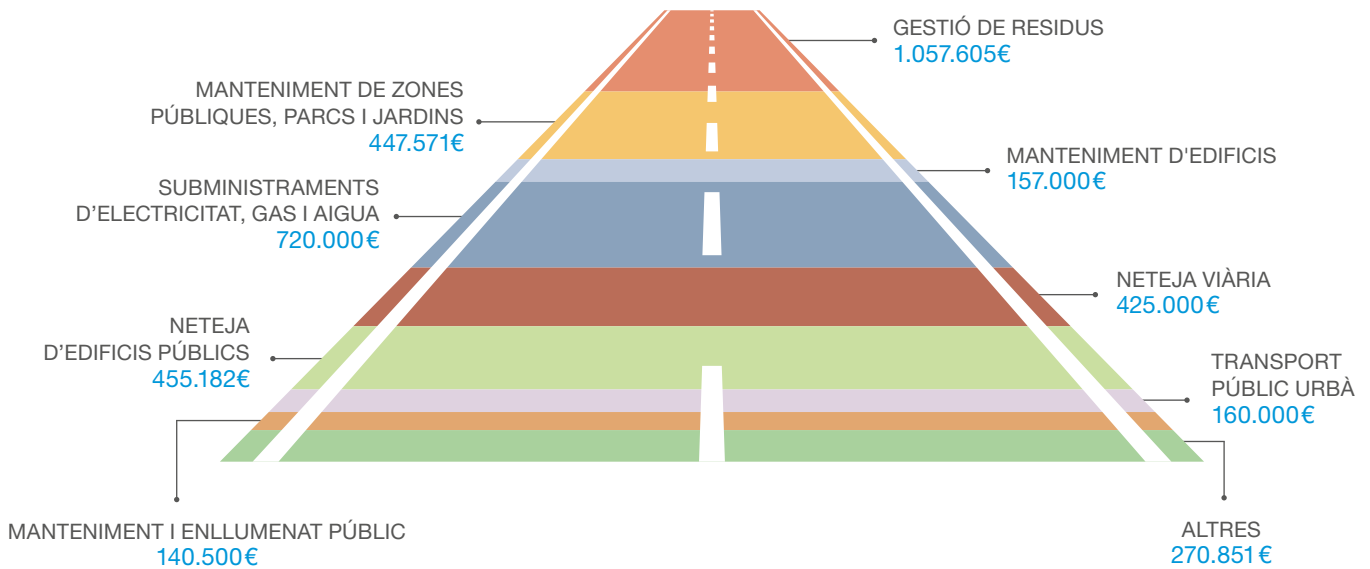 GESTIÓ DE RESIDUS
1.057.605€
MANTENIMENT DE ZONES
PÚBLIQUES, PARCS I JARDINS
447.571€
MANTENIMENT D'EDIFICIS
157.000€
SUBMINISTRAMENTS
D’ELECTRICITAT, GAS I AIGUA
720.000€
NETEJA VIÀRIA
425.000€
NETEJA
D’EDIFICIS PÚBLICS
455.182€
TRANSPORT
PÚBLIC URBÀ
160.000€
MANTENIMENT I ENLLUMENAT PÚBLIC
140.500€
ALTRES
270.851€